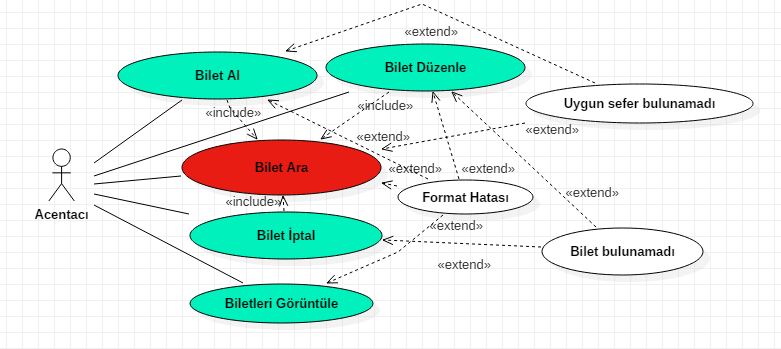 «extend»
Bilet Al
Bilet Düzenle
Uygun sefer bulunamadı
«include»
«include»
«extend»
«extend»
Bilet Ara
«extend»
«extend»
Format Hatası
«extend»
«include»
Acentacı
«extend»
Bilet İptal
Bilet bulunamadı
«extend»
Biletleri Görüntüle